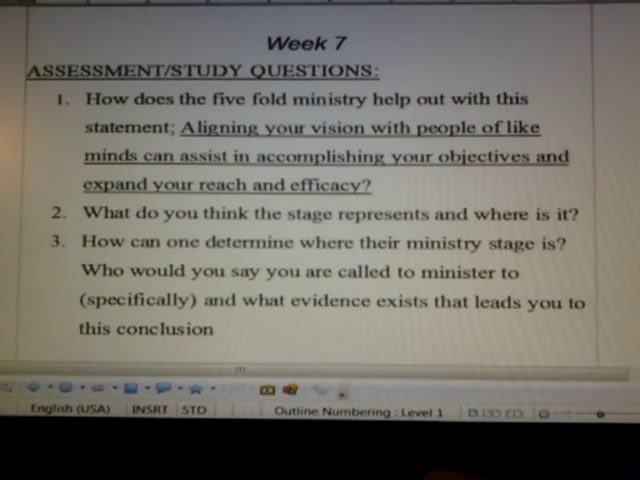 Week 7
ASSESSMENT/STUDY QUESTIONS:
1. How does the five fold ministry help out with this
statement; Aligning your vision with people of like
minds can assist in accomplishing your objectives and
expand your reach and efficacy?
2. What do you think the stage represents and where is it?
3. How can one determine where their ministry stage is?
Who would you say you are called to minister to
(specifically) and what evidence exists that leads you to
this conclusion
English (USA) INSRT STD Outline Numbering : Level 1